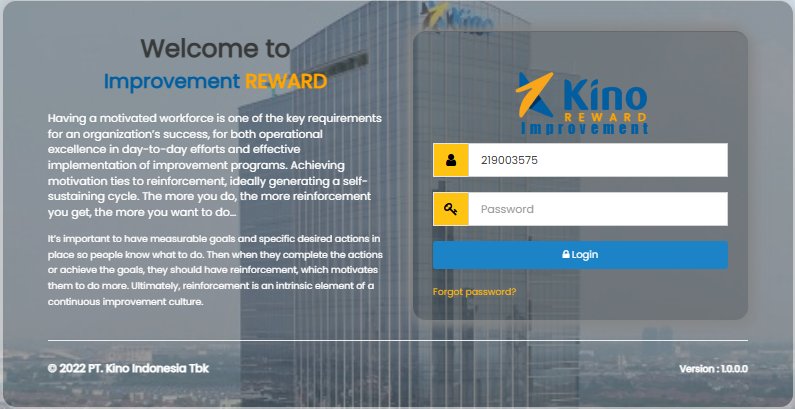 Welcome to
Improvement REWARD
Having a motivated workforce is one of the key requirements
for an organization's success, for both operational
excellence in day-to-day efforts and effective
implementation of improvement programs. Achieving
motivation ties to reinforcement, ideally generating a self-
sustaining cycle. The more you do, the more reinforcement
you get, the more you want to do...
It's important to have measurable goals and specific desired actions in
place so people know what to do. Then when they complete the actions
or achieve the goals, they should have reinforcement, which motivates
them to do more. Ultimately, reinforcement is an intrinsic element of a
continuous improvement culture.
Kino
REWARD
Improvement
219003575
Password
Login
Forgot password?
© 2022 PT. Kino Indonesia Tbk
Version : 1.0.0.0